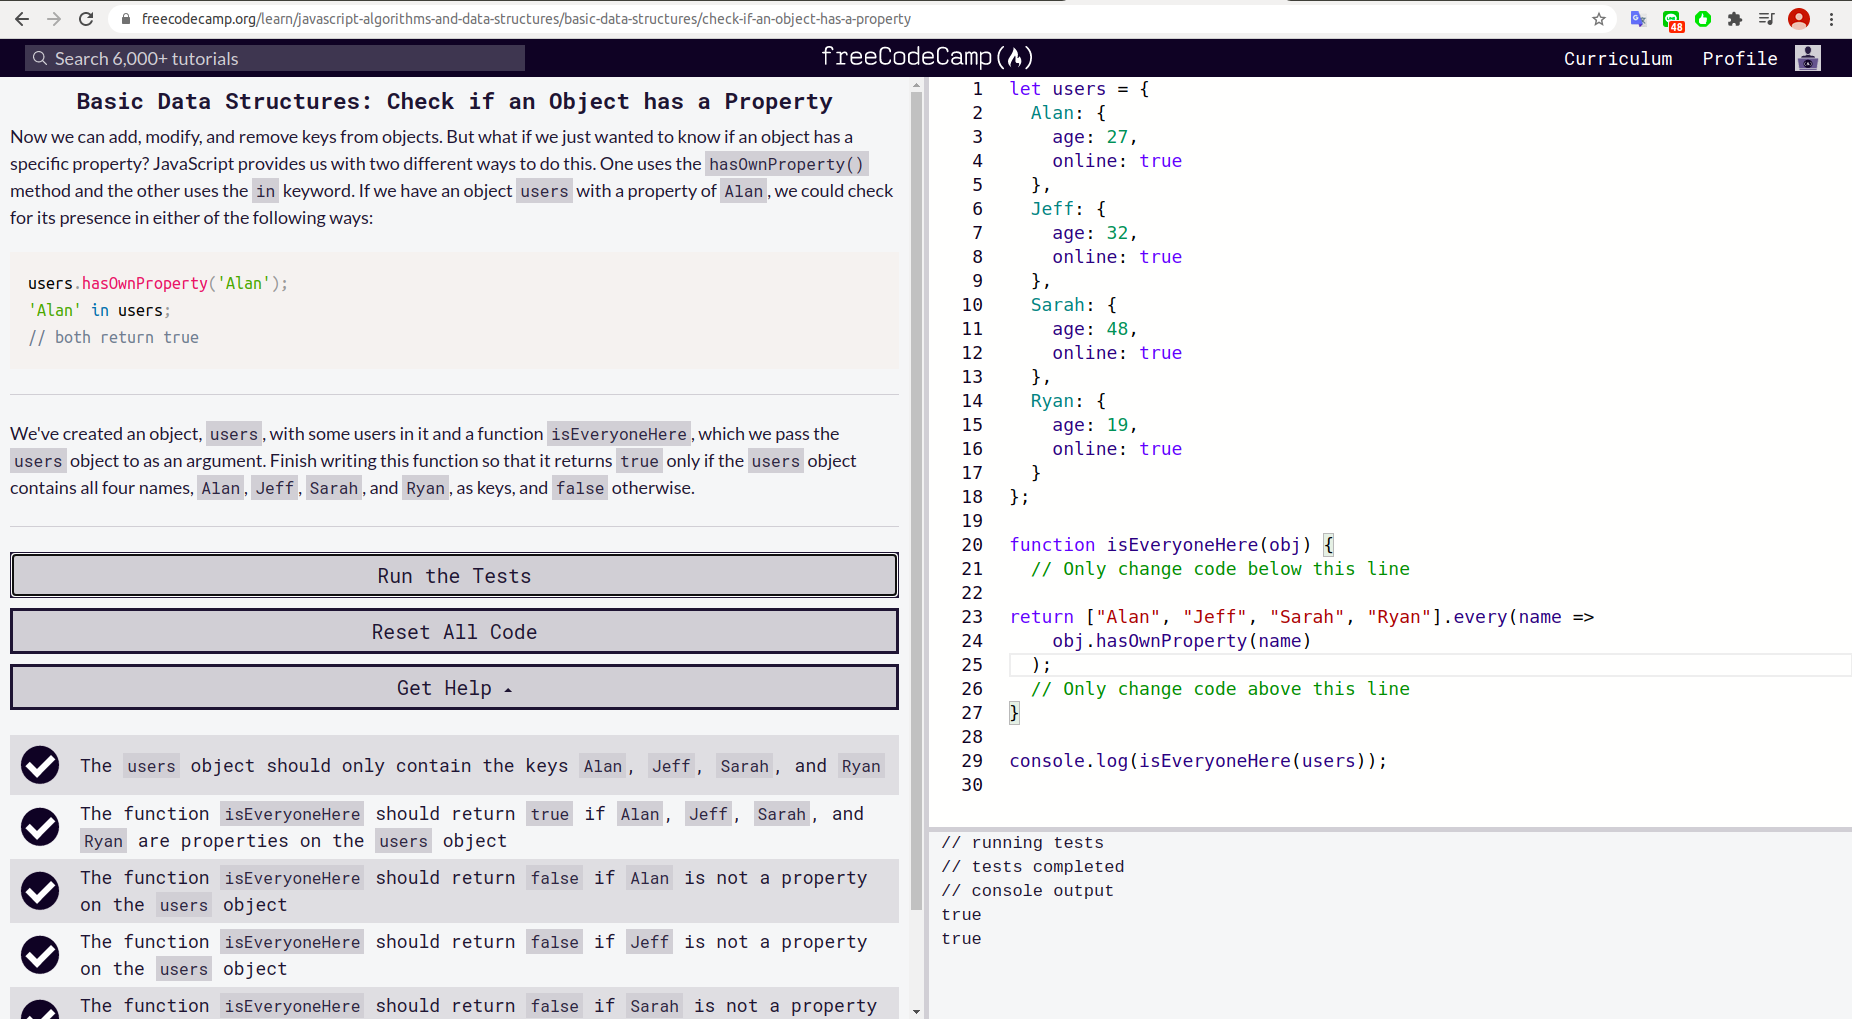 freecodecamp.org/learn/javascript-algorithms-and-data-structures/basic-data-structures/check-if-an-object-has-a-property
48
Search 6,000+ tutorials
freeCodeCamp
Curriculum
Profile
Basic Data Structures: Check if an Object has a Property
Now we can add, modify, and remove keys from objects. But what if we just wanted to know if an object has a
specific property? JavaScript provides us with two different ways to do this. One uses the hasOwnProperty()
method and the other uses the in keyword. If we have an object users with a property of Alan, we could check
for its presence in either of the following ways:
users.hasOwnProperty('Alan');
'Alan' in users;
// both return true
We've created an object, users, with some users in it and a function isEveryoneHere, which we pass the
users object to as an argument. Finish writing this function so that it returns true only if the users object
contains all four names, Alan, Jeff, Sarah, and Ryan, as keys, and false otherwise.
Run the Tests
Reset All Code
Get Help
The users object should only contain the keys Alan, Jeff, Sarah, and Ryan
The function isEveryoneHere should return true if Alan, Jeff, Sarah, and
Ryan are properties on the users object
The function isEveryoneHere should return false if Alan is not a property
on the users object
The function isEveryoneHere should return false if Jeff is not a property
on the users object
The function isEveryoneHere should return false if Sarah is not a property
1 let users = {
2 Alan: {
3 age: 27,
4 online: true
5 },
6 Jeff: {
7 age: 32,
8 online: true
9 },
10 Sarah: {
11 age: 48,
12 online: true
13 },
14 Ryan: {
15 age: 19,
16 online: true
17 }
18 };
19
20 function isEveryoneHere(obj) {
21 // Only change code below this line
22
23 return ["Alan", "Jeff", "Sarah", "Ryan"].every(name =>
24 obj.hasOwnProperty(name)
25 );
26 // Only change code above this line
27 }
28
29 console.log(isEveryoneHere(users));
30
// running tests
// tests completed
// console output
true
true